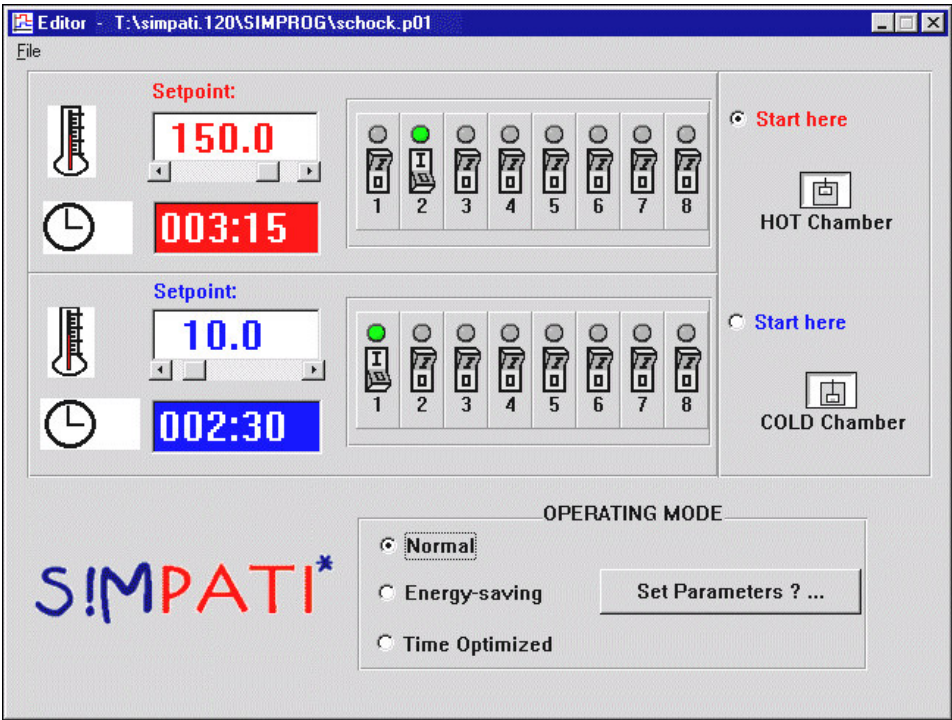 Editor - T:\simpati.120\SIMPROG\schock.p01
File
Setpoint:
150.0
003:15
1 2 3 4 5 6 7 8
Start here
HOT Chamber
Setpoint:
10.0
002:30
1 2 3 4 5 6 7 8
Start here
COLD Chamber
S!MPATI*
OPERATING MODE
Normal
Energy-saving
Set Parameters ? ...
Time Optimized